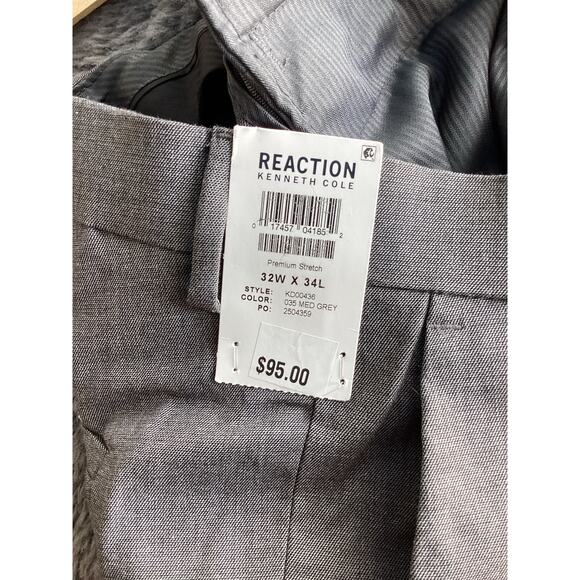 REACTION
KENNETH COLE
0 17457 04185 2
Premium Stretch
32W X 34L
STYLE: KD00436
COLOR: 035 MED GREY
PO: 2504359
$95.00